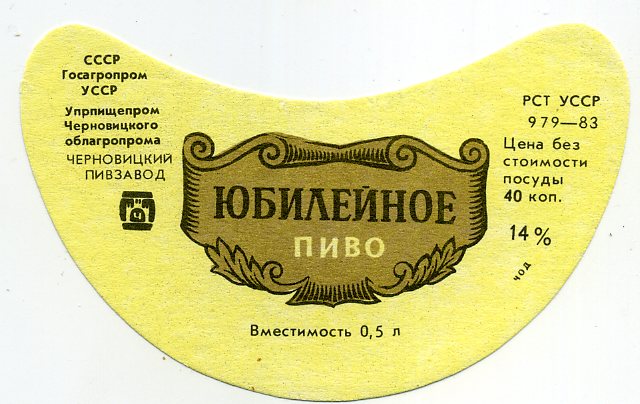 СССР
Госагропром
УССР
Упрпищепром
Черновицкого
облагропрома
ЧЕРНОВИЦКИЙ
ПИВЗАВОД
Ч
ЮБИЛЕЙНОЕ
ПИВО
Вместимость 0,5 л
РСТ УССР
979—83
Цена без
стоимости
посуды
40 коп.
14%
ЧОД